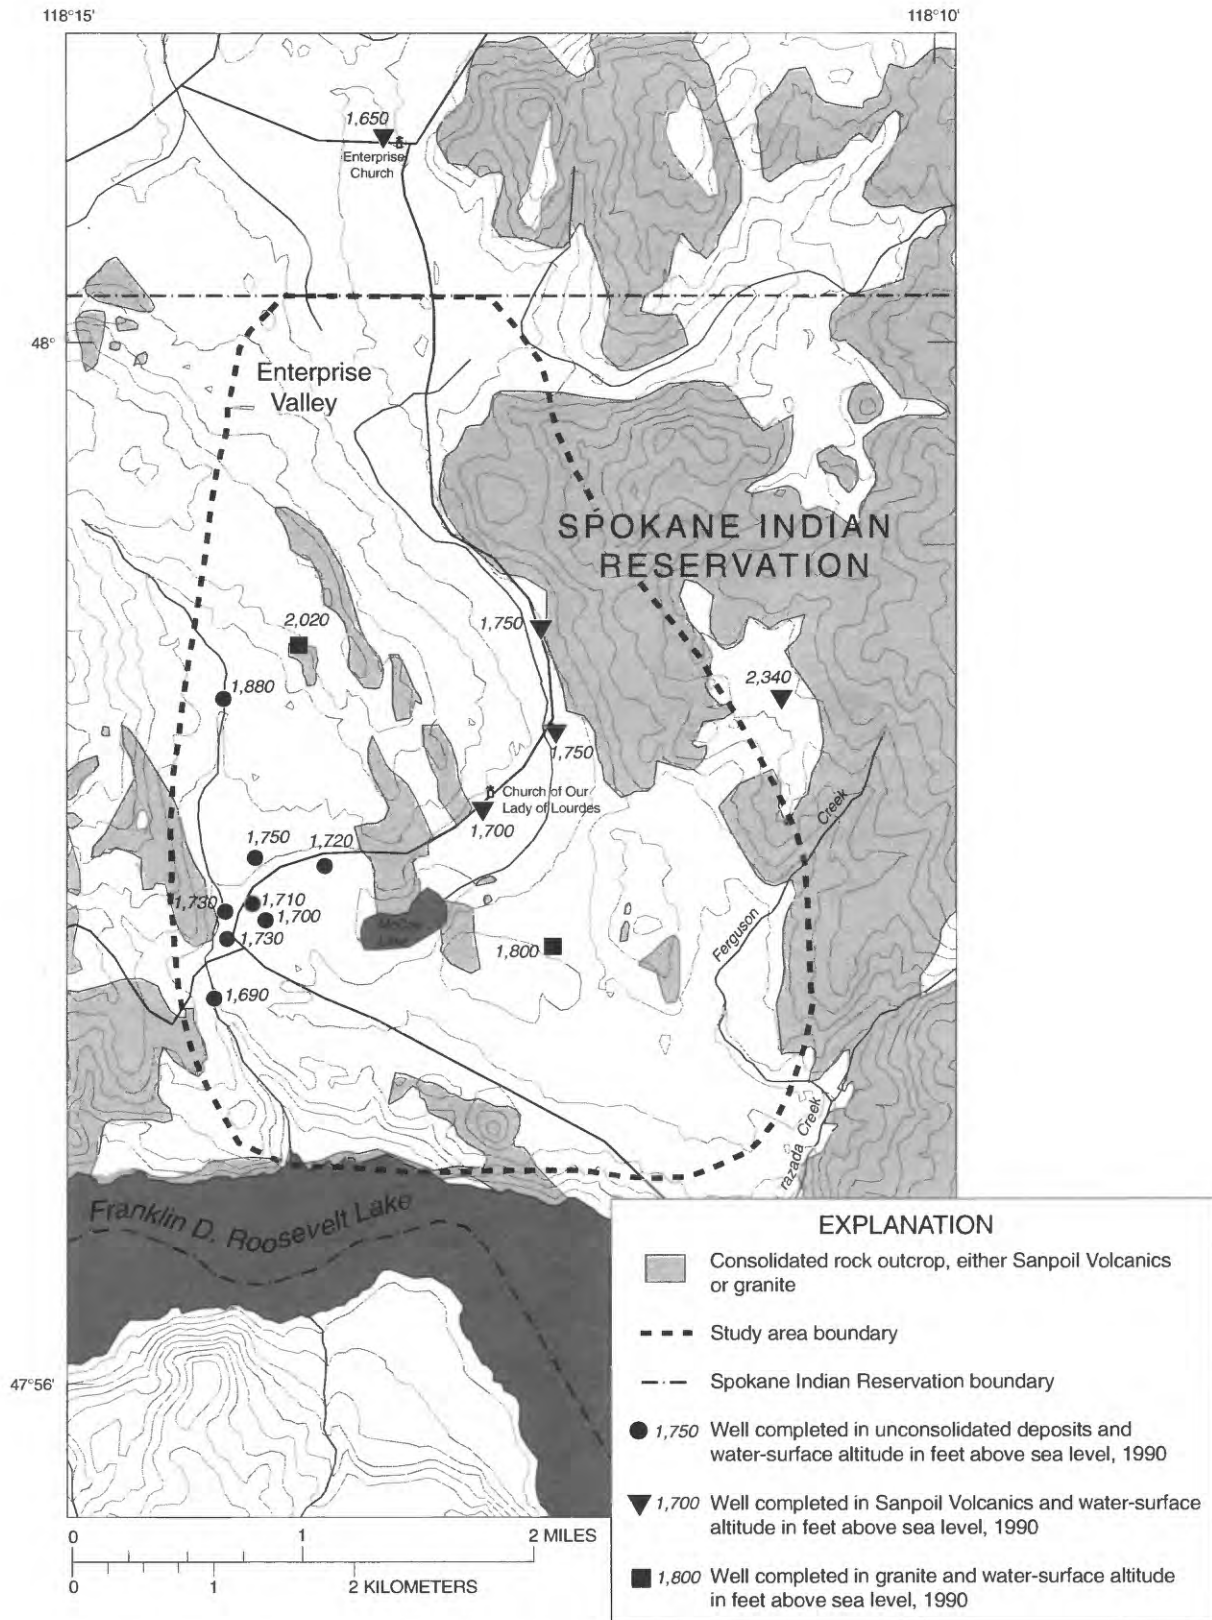 118°15'
118°10'
1,650
Enterprise
Church
48°
Enterprise
Valley
SPOKANE INDIAN
RESERVATION
2,020
1,750
1,880
2,340
1,750
Church of Our
Lady of Lourdes
1,700
Creek
1,750
1,720
1,730
1,710
1,700
1,730
1,800
Ferguson
1,690
razada Creek
Franklin D. Roosevelt Lake
47°56'
EXPLANATION
Consolidated rock outcrop, either Sanpoil Volcanics
or granite
Study area boundary
Spokane Indian Reservation boundary
1,750 Well completed in unconsolidated deposits and
water-surface altitude in feet above sea level, 1990
1,700 Well completed in Sanpoil Volcanics and water-surface
altitude in feet above sea level, 1990
1,800 Well completed in granite and water-surface altitude
in feet above sea level, 1990
0 1 2 MILES
0 1 2 KILOMETERS